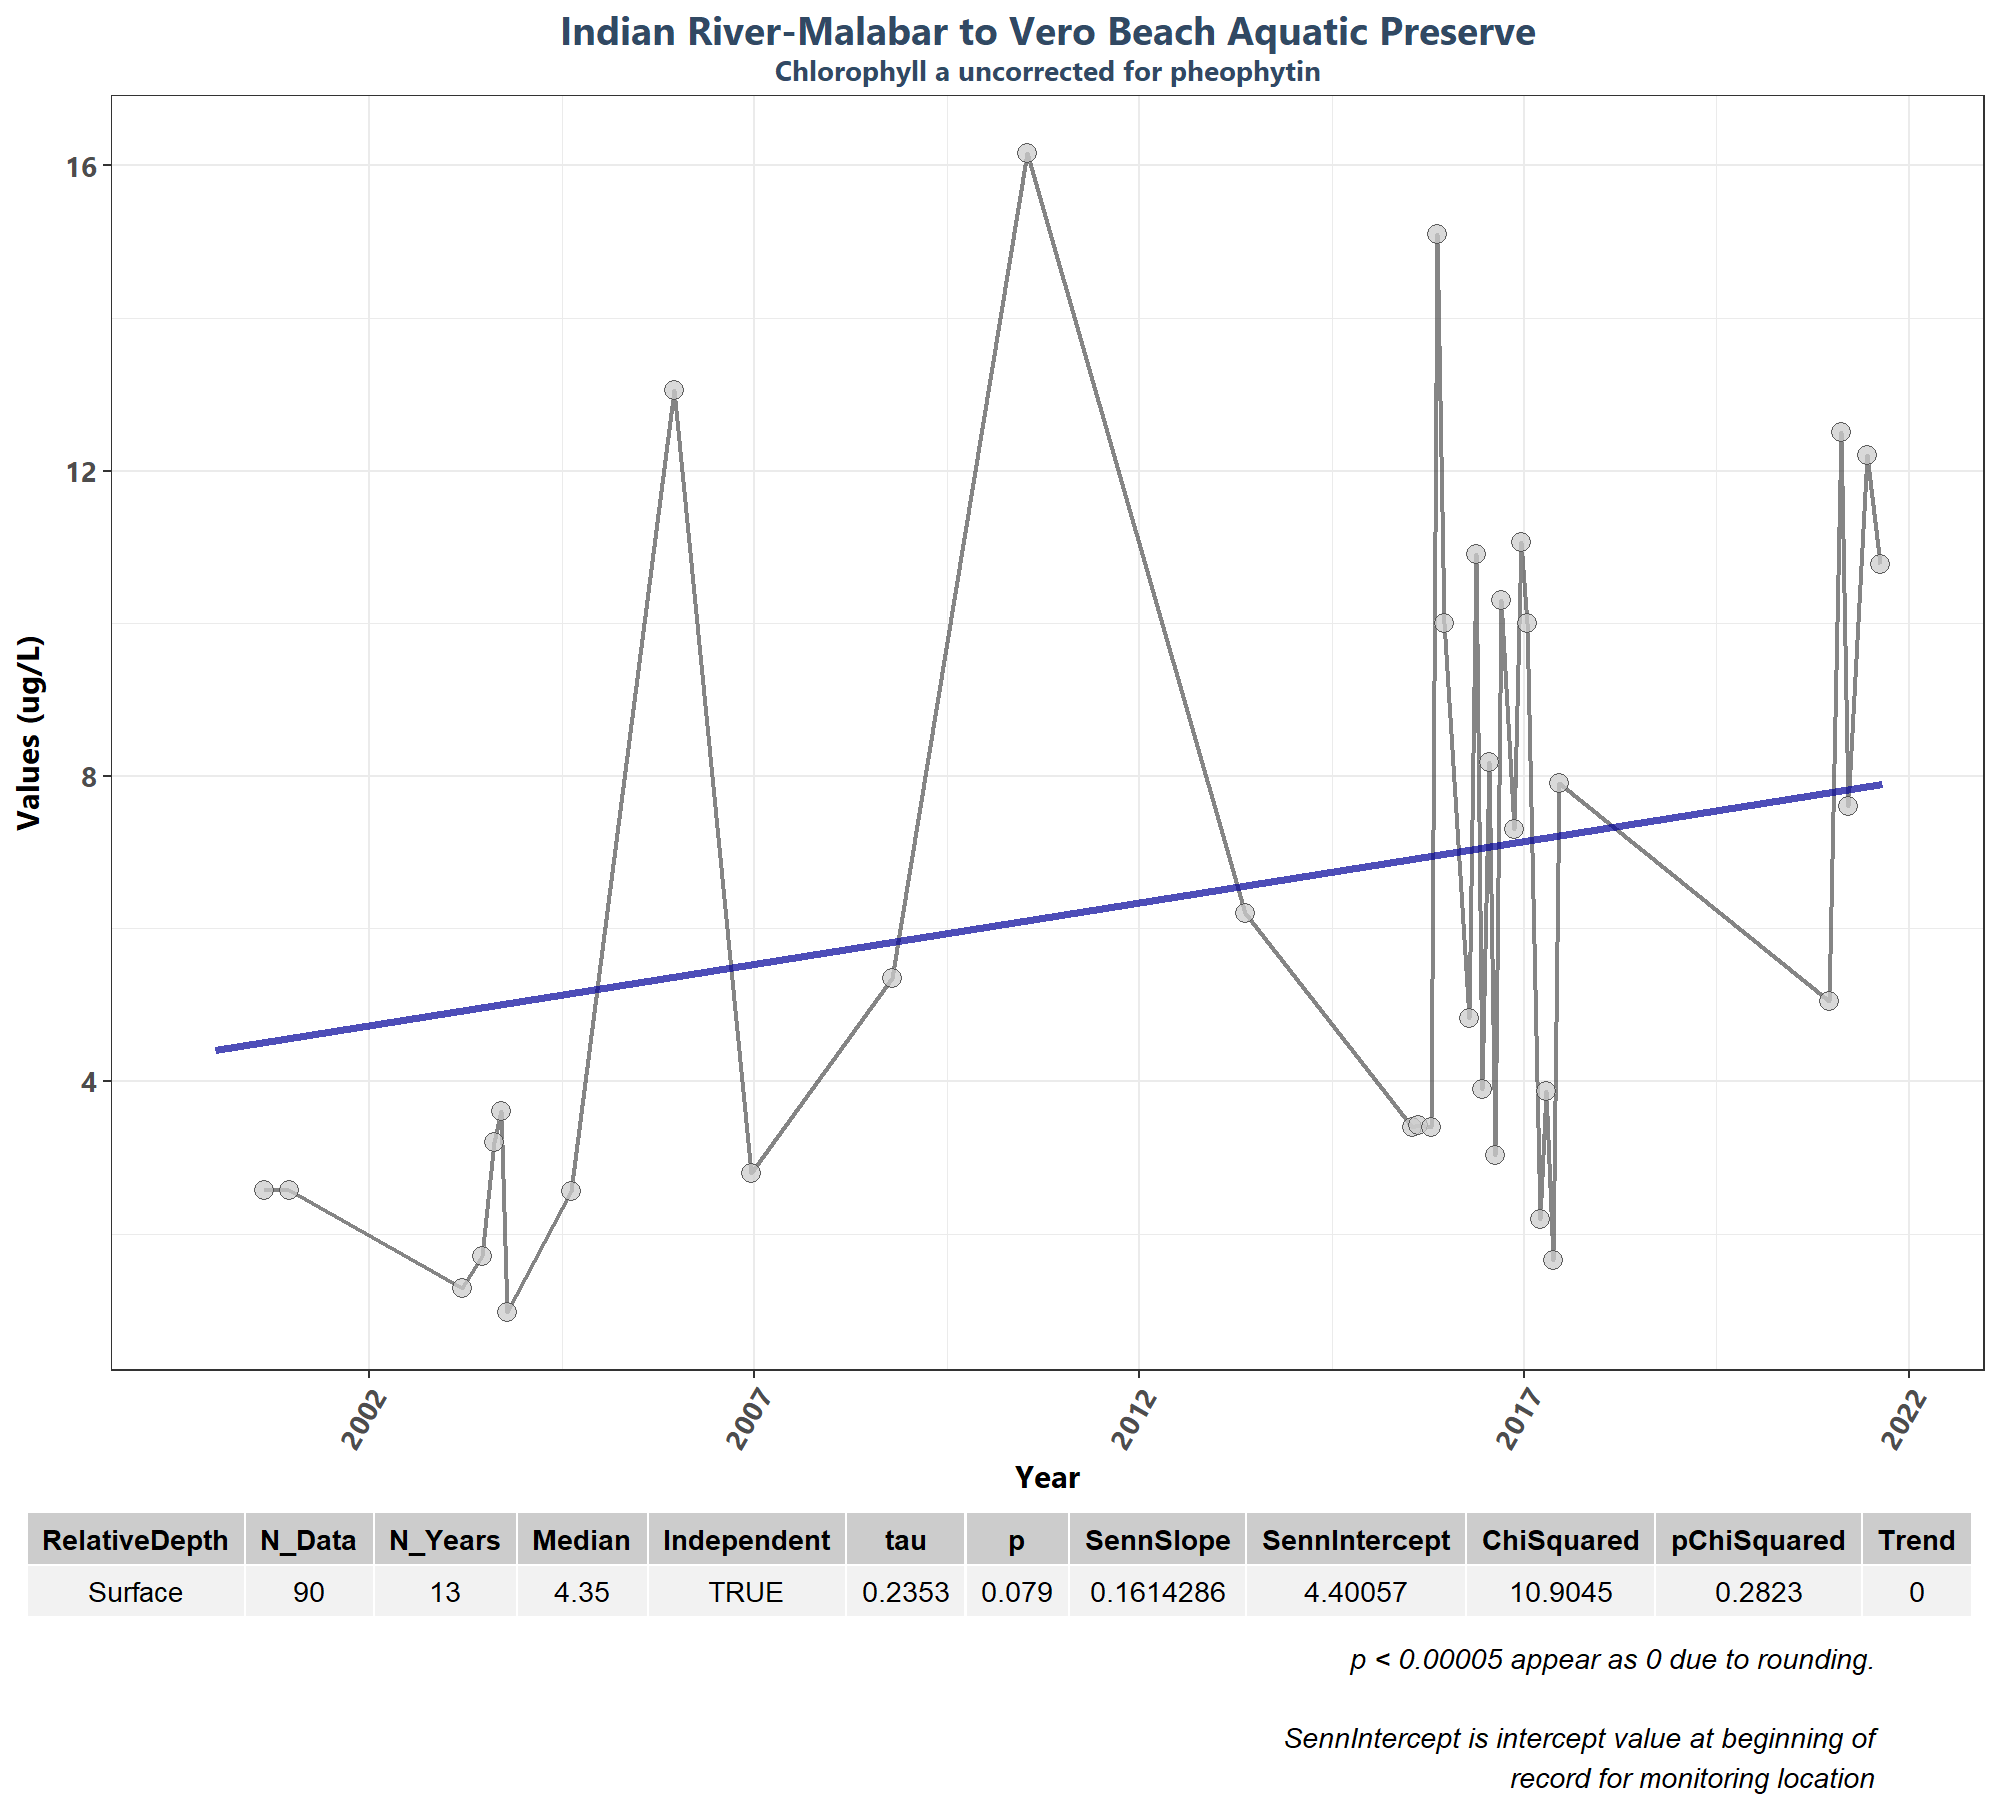 Indian River-Malabar to Vero Beach Aquatic Preserve
Chlorophyll a uncorrected for pheophytin
Values (ug/L)
16
12
8
4
2002
2007
2012
2017
2022
Year
RelativeDepth N_Data N_Years Median Independent tau p SennSlope SennIntercept ChiSquared pChiSquared Trend
Surface 90 13 4.35 TRUE 0.2353 0.079 0.1614286 4.40057 10.9045 0.2823 0
p < 0.00005 appear as 0 due to rounding.
SennIntercept is intercept value at beginning of
record for monitoring location